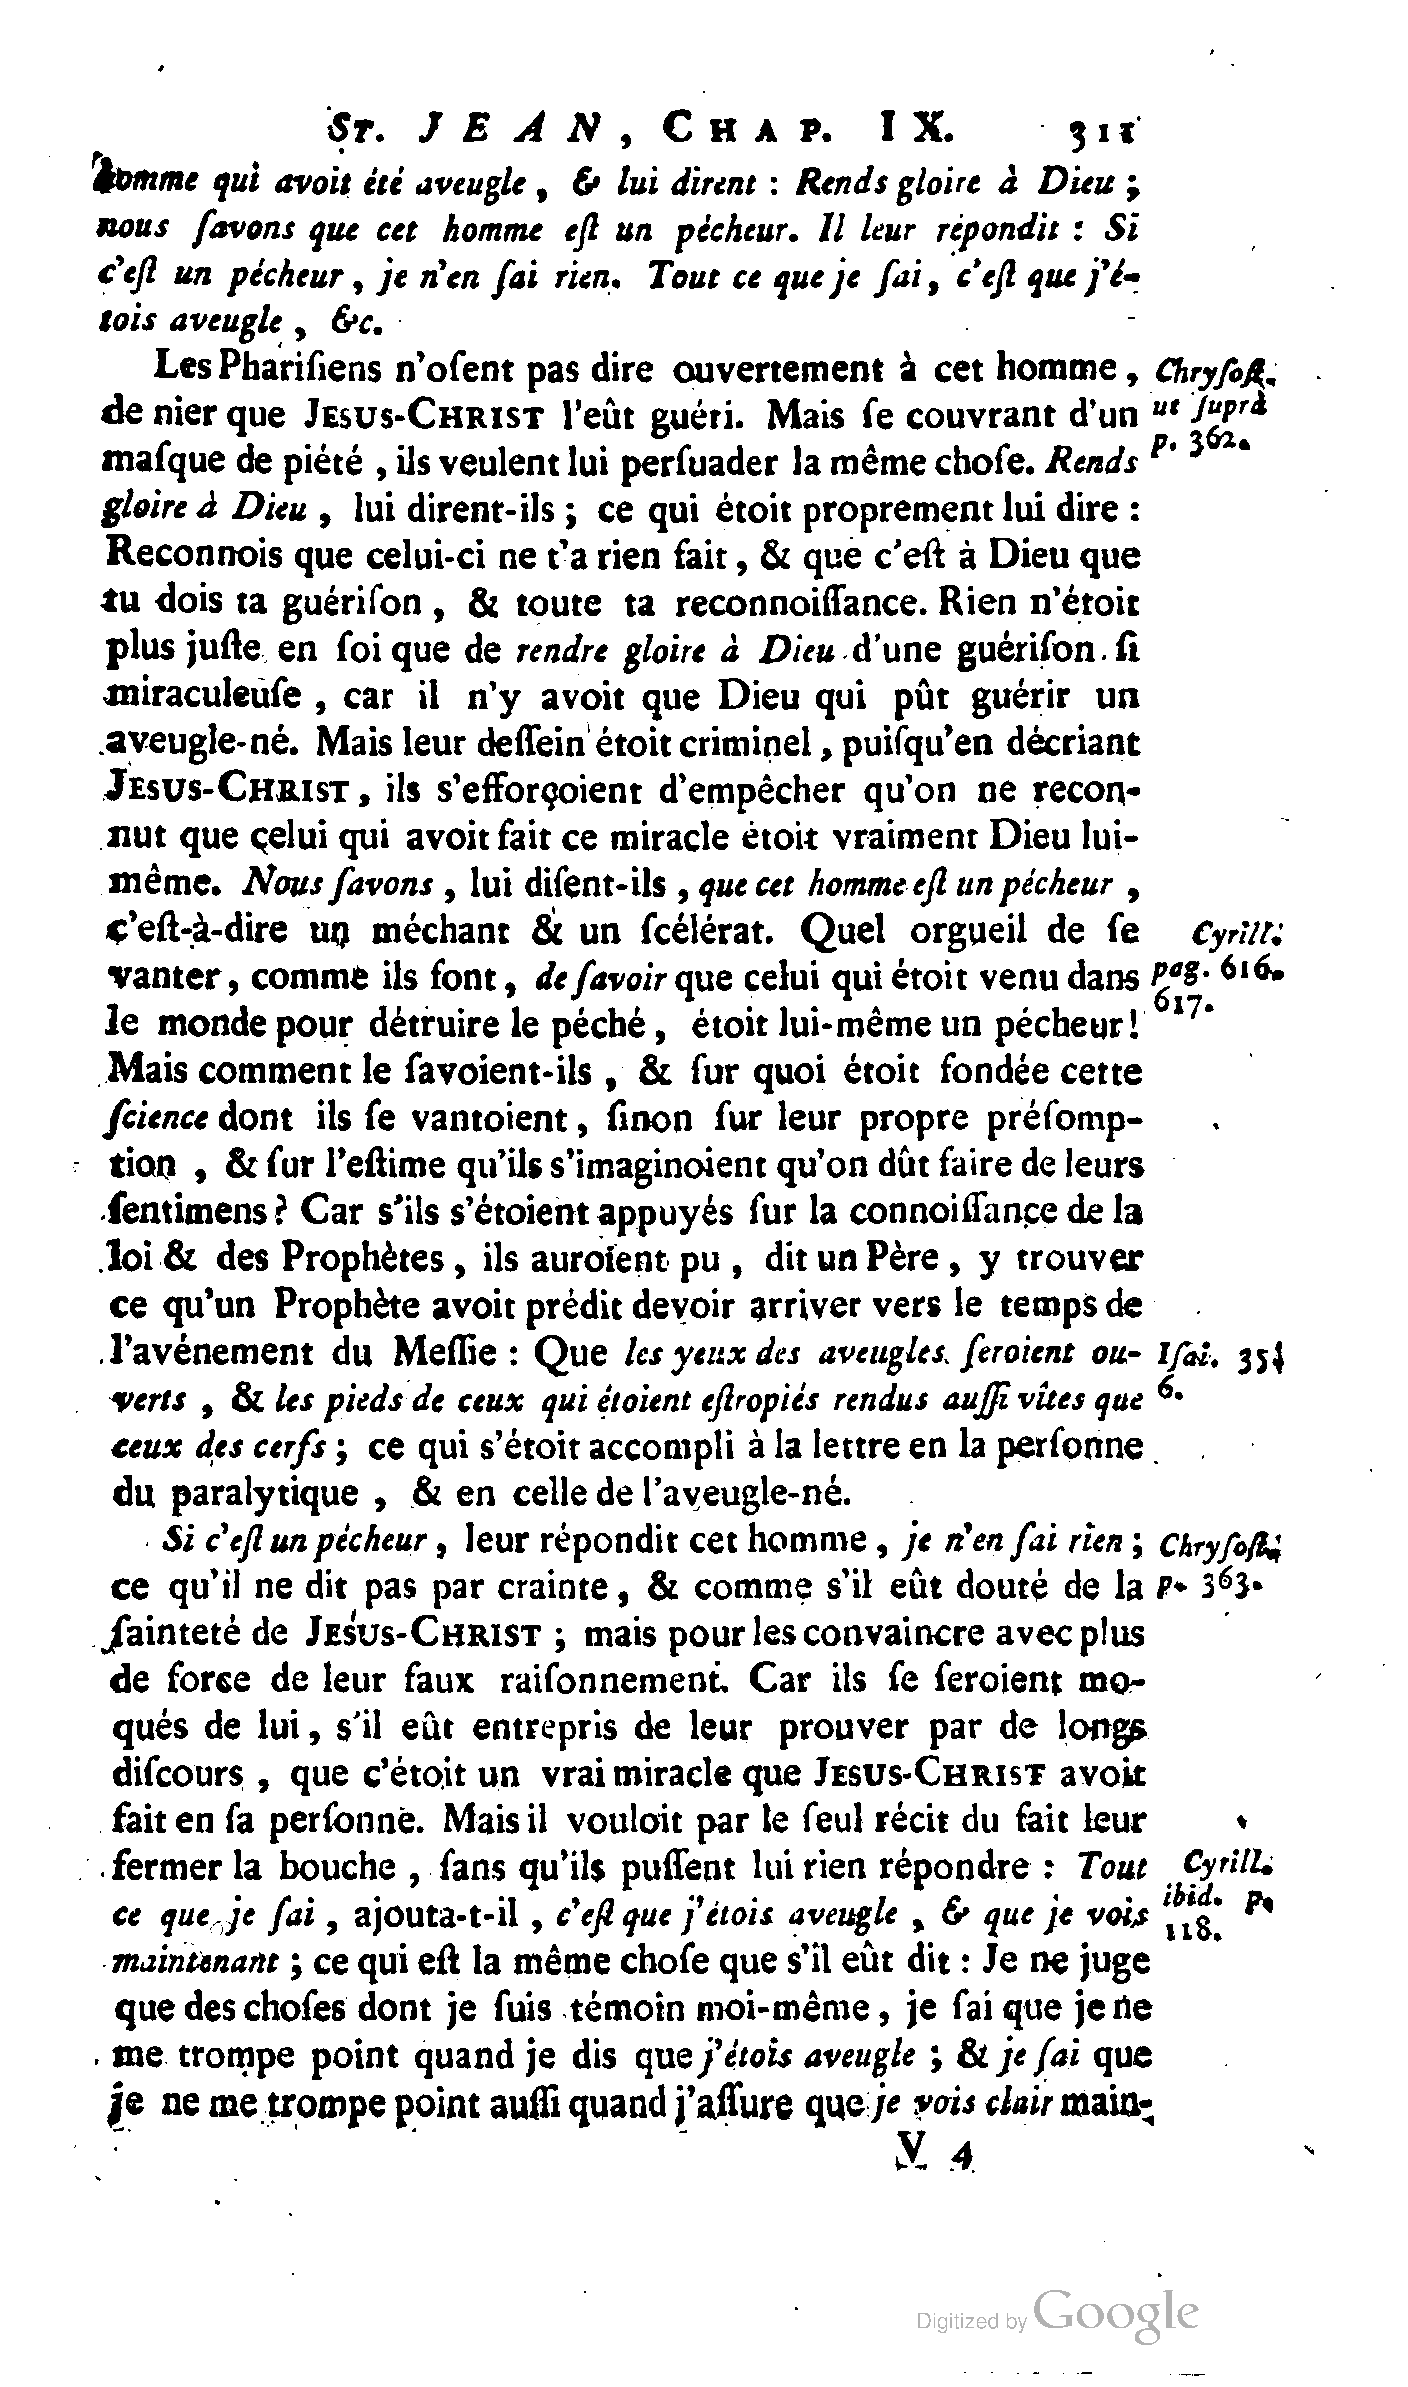 ST. JEAN, CHAP. IX. 311
homme qui avoit été aveugle, & lui dirent : Rends gloire à Dieu ;
nous ſavons que cet homme eſt un pécheur. Il leur répondit : Si
c'eſt un pécheur, je n'en ſai rien. Tout ce que je ſai, c'eſt que j'é-
tois aveugle, &c.
Les Phariſiens n'oſent pas dire ouvertement à cet homme, Chryſoſt.
de nier que JESUS-CHRIST l'eût guéri. Mais ſe couvrant d'un ut ſuprà
maſque de piété, ils veulent lui perſuader la même choſe. Rends p. 362.
gloire à Dieu, lui dirent-ils ; ce qui étoit proprement lui dire :
Reconnois que celui-ci ne t'a rien fait, & que c'eſt à Dieu que
tu dois ta guériſon, & toute ta reconnoiſſance. Rien n'étoit
plus juſte en ſoi que de rendre gloire à Dieu d'une guériſon ſi
miraculeuſe, car il n'y avoit que Dieu qui pût guérir un
aveugle-né. Mais leur deſſein étoit criminel, puiſqu'en décriant
JESUS-CHRIST, ils s'efforçoient d'empêcher qu'on ne recon-
nut que celui qui avoit fait ce miracle étoit vraiment Dieu lui-
même. Nous ſavons, lui diſent-ils, que cet homme eſt un pécheur,
c'eſt-à-dire un méchant & un ſcélérat. Quel orgueil de ſe Cyrill.
vanter, comme ils font, de ſavoir que celui qui étoit venu dans pag. 616.
le monde pour détruire le péché, étoit lui-même un pécheur! 617.
Mais comment le ſavoient-ils, & ſur quoi étoit fondée cette
ſcience dont ils ſe vantoient, ſinon ſur leur propre préſomp-
tion, & ſur l'eſtime qu'ils s'imaginoient qu'on dût faire de leurs
ſentimens? Car s'ils s'étoient appuyés ſur la connoiſſance de la
loi & des Prophètes, ils auroient pu, dit un Père, y trouver
ce qu'un Prophète avoit prédit devoir arriver vers le temps de
l'avénement du Meſſie : Que les yeux des aveugles ſeroient ou- Iſai. 35.
verts, & les pieds de ceux qui étoient eſtropiés rendus auſſi vîtes que 6.
ceux des cerfs ; ce qui s'étoit accompli à la lettre en la perſonne
du paralytique, & en celle de l'aveugle-né.
Si c'eſt un pécheur, leur répondit cet homme, je n'en ſai rien ; Chryſoſt.
ce qu'il ne dit pas par crainte, & comme s'il eût douté de la p. 363.
ſainteté de JESUS-CHRIST ; mais pour les convaincre avec plus
de force de leur faux raiſonnement. Car ils ſe ſeroient mo-
qués de lui, s'il eût entrepris de leur prouver par de longs
diſcours, que c'étoit un vrai miracle que JESUS-CHRIST avoit
fait en ſa perſonne. Mais il vouloit par le ſeul récit du fait leur
fermer la bouche, ſans qu'ils puſſent lui rien répondre : Tout Cyrill.
ce que je ſai, ajouta-t-il, c'eſt que j'étois aveugle, & que je vois ibid. p.
maintenant ; ce qui eſt la même choſe que s'il eût dit : Je ne juge 118.
que des choſes dont je ſuis témoin moi-même, je ſai que je ne
me trompe point quand je dis que j'étois aveugle ; & je ſai que
je ne me trompe point auſſi quand j'aſſure que je vois clair main-
V 4
Digitized by Google